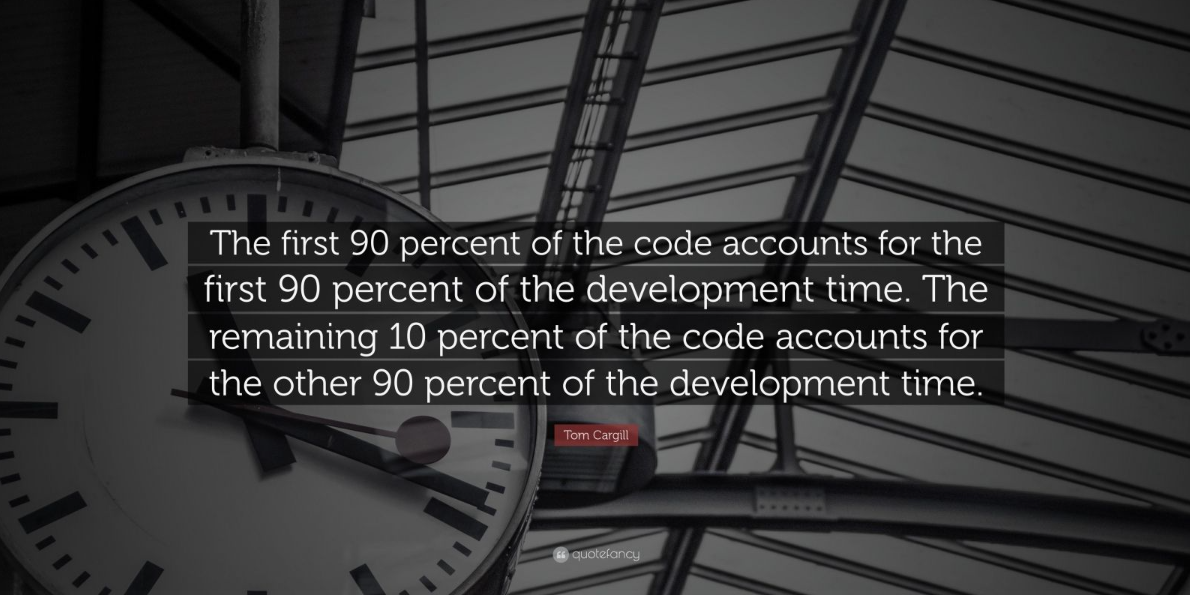 The first 90 percent of the code accounts for the
first 90 percent of the development time. The
remaining 10 percent of the code accounts for
the other 90 percent of the development time.
Tom Cargill
quotefancy